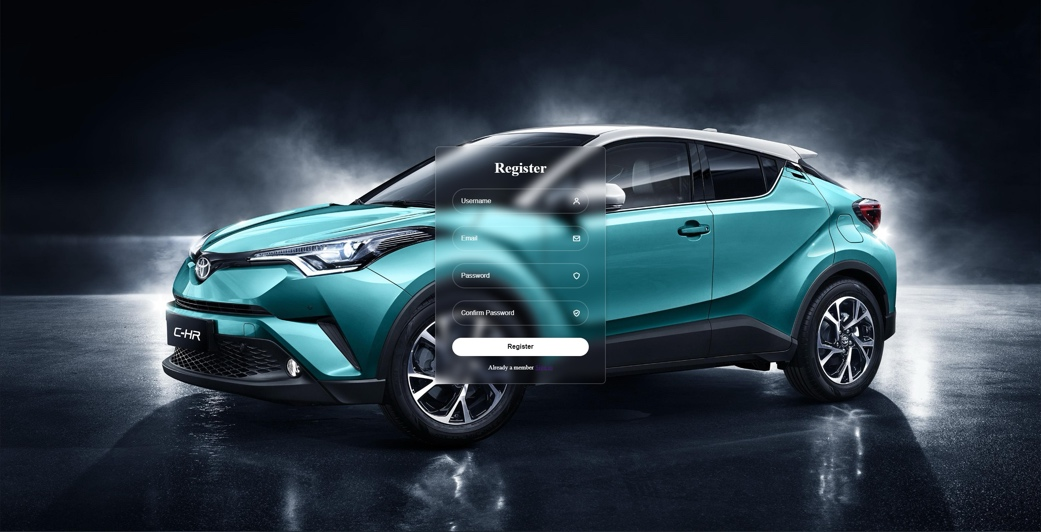 Register
Username
Email
Password
C-HR
Confirm Password
Register
Already a member